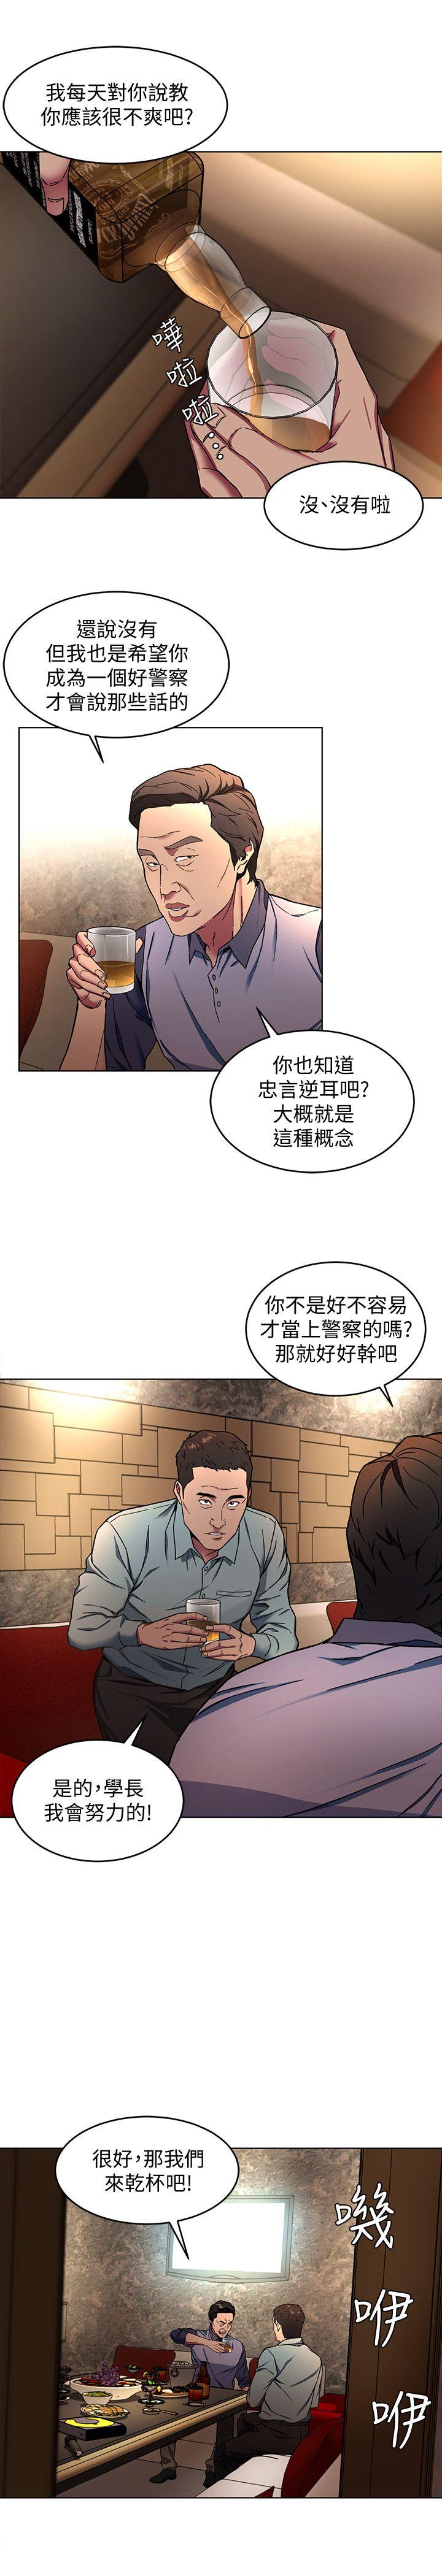 我每天對你說教
你應該很不爽吧?
嘩
啦
啦
沒、沒有啦
還說沒有
但我也是希望你
成為一個好警察
才會說那些話的
你也知道
忠言逆耳吧?
大概就是
這種概念
你不是好不容易
才當上警察的嗎?
那就好好幹吧
是的,學長
我會努力的!
很好,那我們
來乾杯吧!
嘰
咿
咿